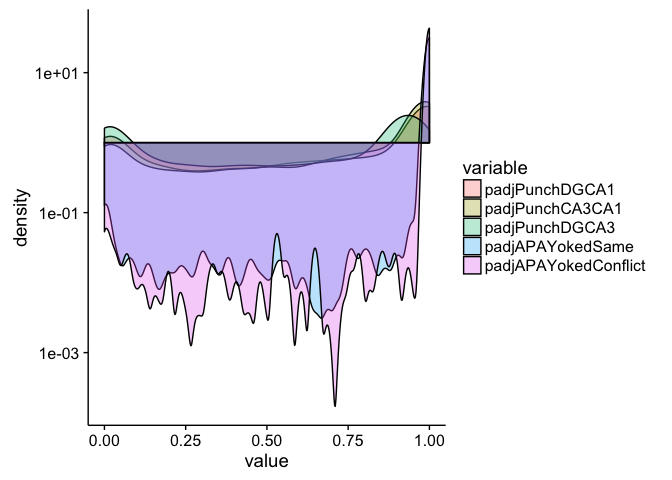 1e+01
1e-01
1e-03
density
0.00 0.25 0.50 0.75 1.00
value
variable
padjPunchDGCA1
padjPunchCA3CA1
padjPunchDGCA3
padjAPAYokedSame
padjAPAYokedConflict